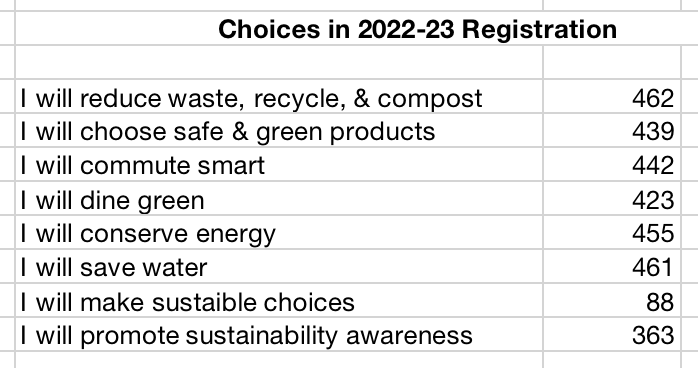 Choices in 2022-23 Registration
I will reduce waste, recycle, & compost 462
I will choose safe & green products 439
I will commute smart 442
I will dine green 423
I will conserve energy 455
I will save water 461
I will make sustaible choices 88
I will promote sustainability awareness 363